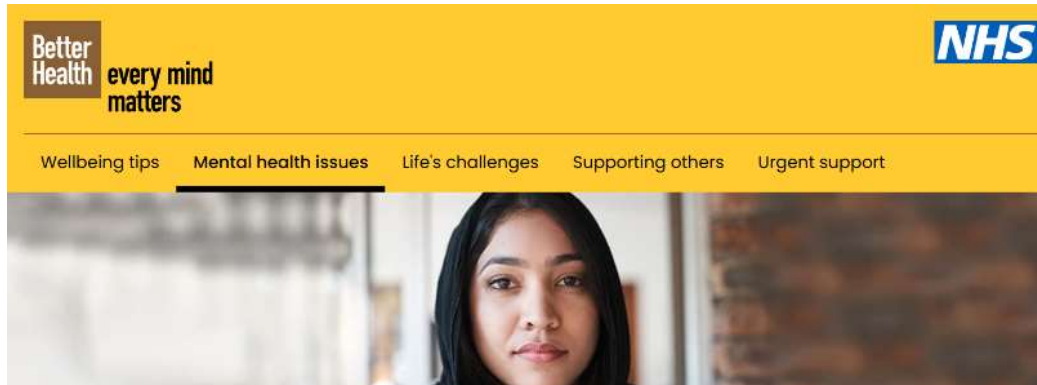 Better
Health
every mind
matters
NHS
Wellbeing tips Mental health issues Life's challenges Supporting others Urgent support